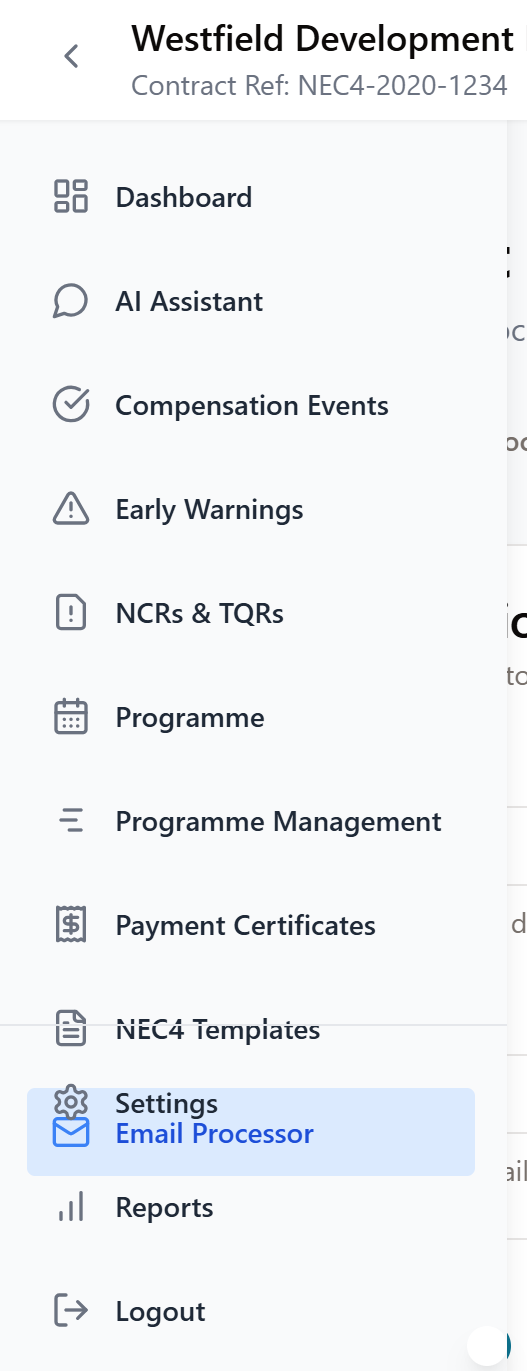 Westfield Development
Contract Ref: NEC4-2020-1234
Dashboard
AI Assistant
Compensation Events
Early Warnings
NCRs & TQRs
Programme
Programme Management
Payment Certificates
NEC4 Templates
Settings
Email Processor
Reports
Logout